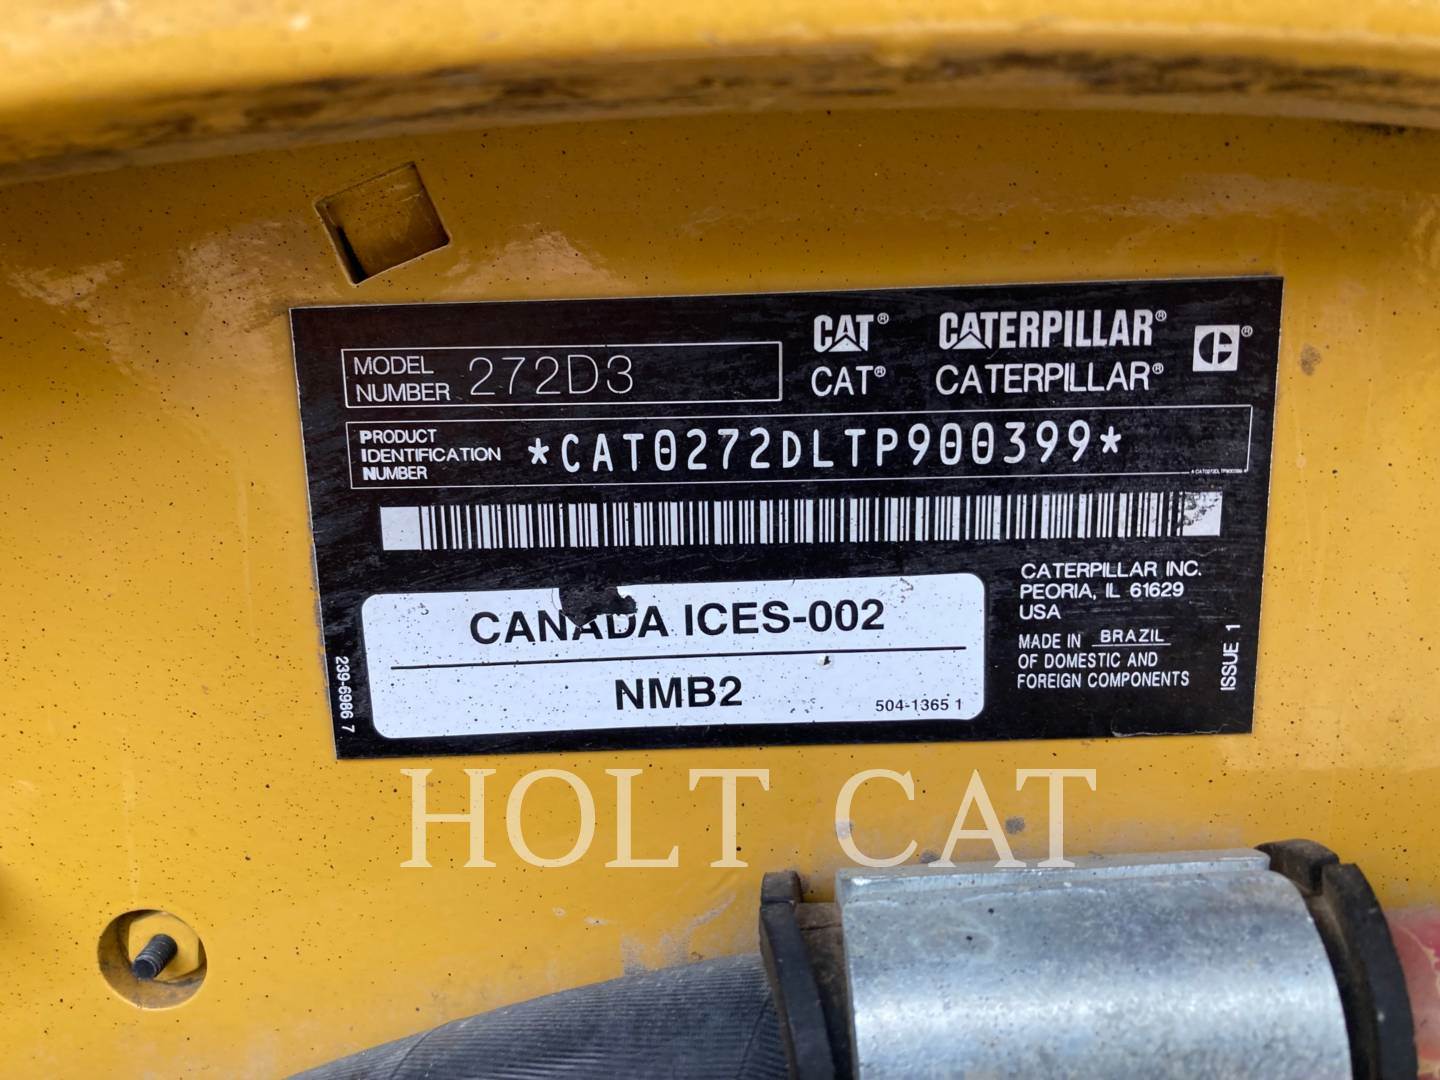 MODEL NUMBER 272D3
CAT® CATERPILLAR®
CAT® CATERPILLAR®
PRODUCT
IDENTIFICATION
NUMBER
*CAT0272DLTP900399*
*CAT0272DLTP900399*
CANADA ICES-002
NMB2
504-1365 1
239-6986 7
CATERPILLAR INC.
PEORIA, IL 61629
USA
MADE IN BRAZIL
OF DOMESTIC AND
FOREIGN COMPONENTS
ISSUE 1
HOLT CAT